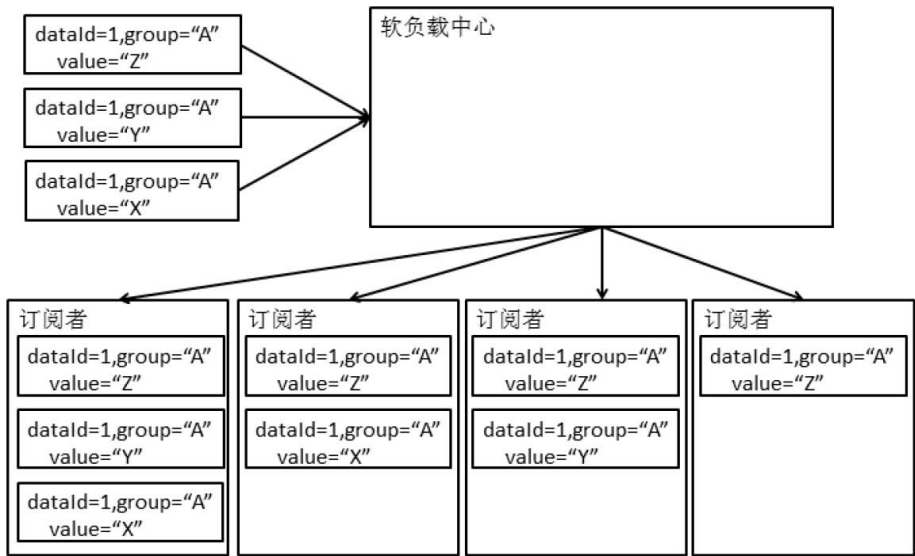 dataId=1,group=“A”
value=“Z”
dataId=1,group=“A”
value=“Y”
dataId=1,group=“A”
value=“X”
软负载中心
订阅者
dataId=1,group=“A”
value=“Z”
dataId=1,group=“A”
value=“Y”
dataId=1,group=“A”
value=“X”
订阅者
dataId=1,group=“A”
value=“Z”
dataId=1,group=“A”
value=“X”
订阅者
dataId=1,group=“A”
value=“Z”
dataId=1,group=“A”
value=“Y”
订阅者
dataId=1,group=“A”
value=“Z”